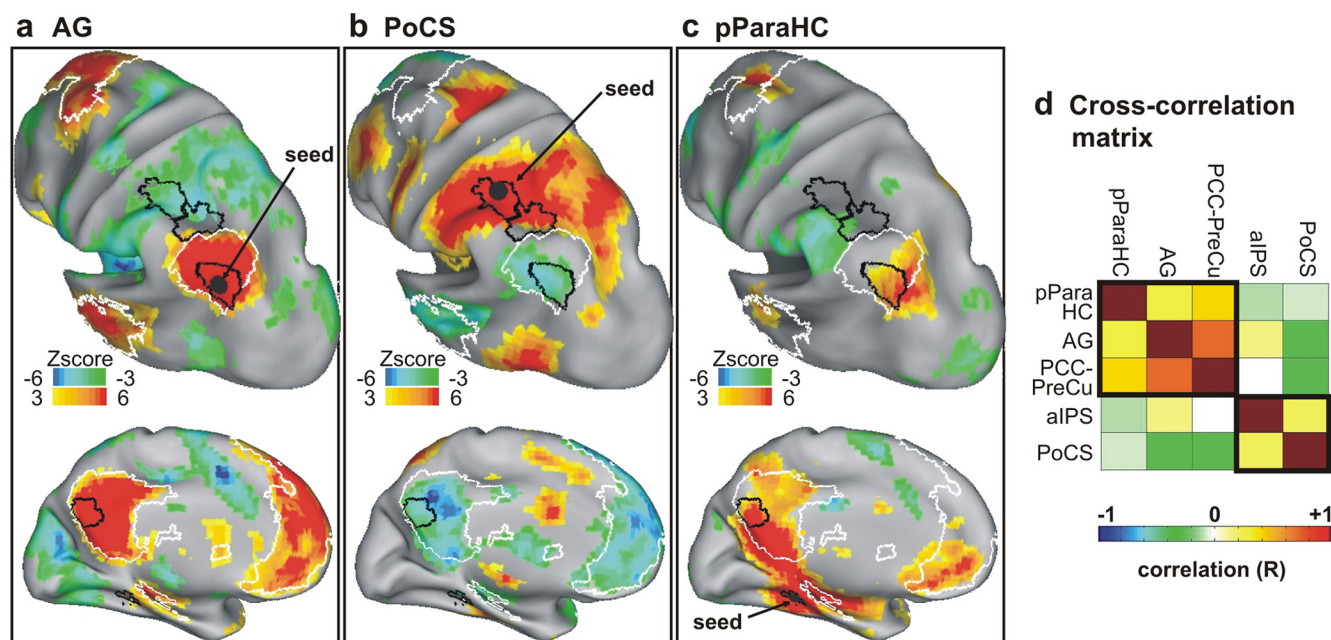 a AG
b PoCS
c pParaHC
seed
seed
Zscore
-6 -3
3 6
Zscore
-6 -3
3 6
Zscore
-6 -3
3 6
seed
d Cross-correlation
matrix
pParaHC
AG
PCC-PreCu
aIPS
PoCS
pPara
HC
AG
PCC-
PreCu
aIPS
PoCS
-1 0 +1
correlation (R)